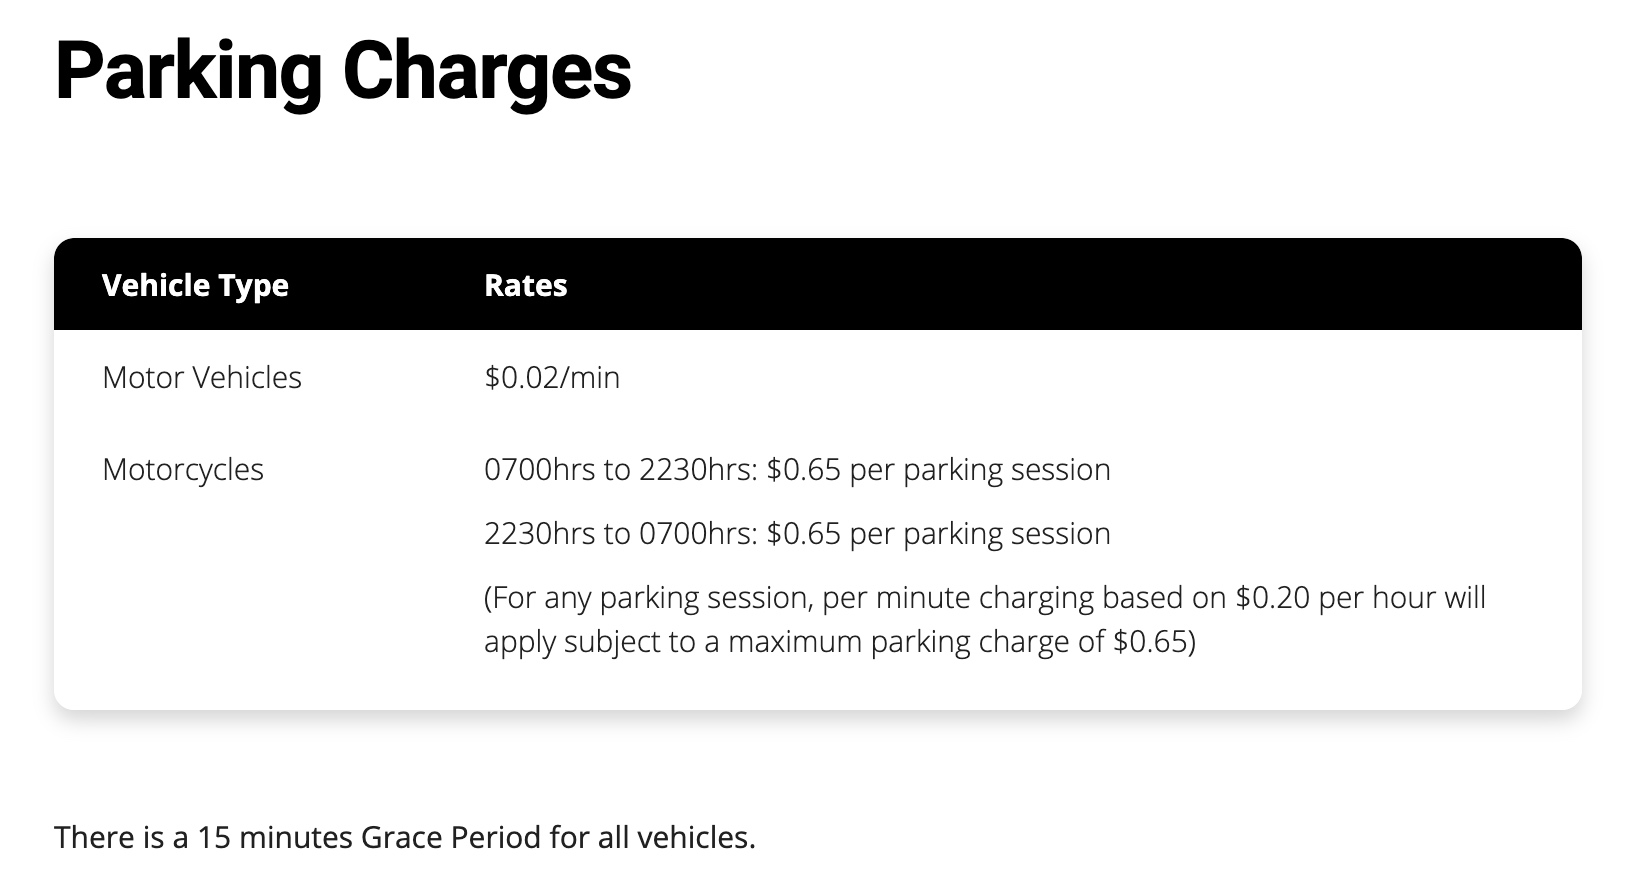 Parking Charges
Vehicle Type Rates
Motor Vehicles $0.02/min
Motorcycles 0700hrs to 2230hrs: $0.65 per parking session
2230hrs to 0700hrs: $0.65 per parking session
(For any parking session, per minute charging based on $0.20 per hour will
apply subject to a maximum parking charge of $0.65)
There is a 15 minutes Grace Period for all vehicles.